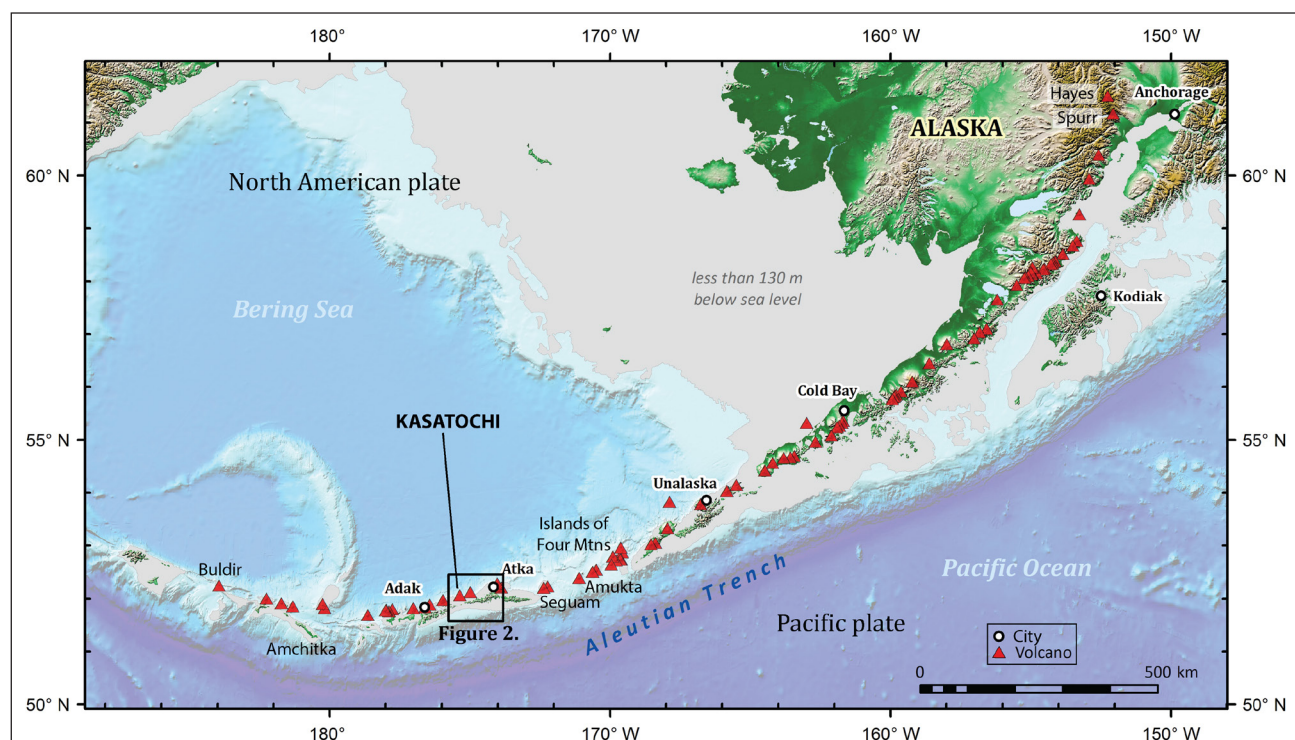 180°
170° W
160° W
150° W
Hayes
Anchorage
Spurr
ALASKA
60° N
60° N
North American plate
less than 130 m
below sea level
Bering Sea
Kodiak
Cold Bay
55° N
55° N
KASATOCHI
Unalaska
Islands of
Four Mtns
Buldir
Atka
Adak
Amukta
Seguam
Pacific Ocean
Aleutian Trench
Figure 2.
Amchitka
Pacific plate
City
Volcano
0
500 km
50° N
50° N
180°
170° W
160° W
150° W